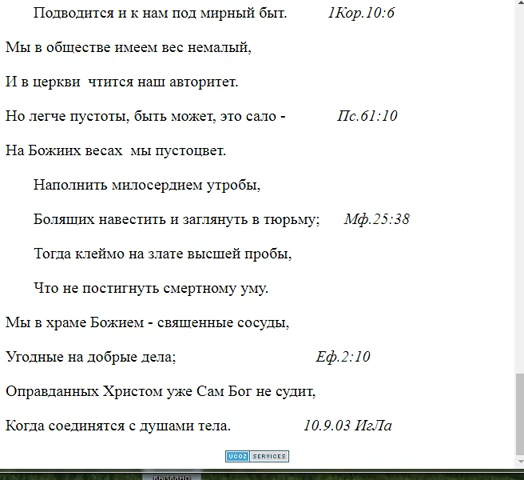 Подводится и к нам под мирный быт. 1Кор.10:6
Мы в обществе имеем вес немалый,
И в церкви чтится наш авторитет.
Но легче пустоты, быть может, это сало - Пс.61:10
На Божиих весах мы пустоцвет.
Наполнить милосердием утробы,
Болящих навестить и заглянуть в тюрьму; Мф.25:38
Тогда клеймо на злате высшей пробы,
Что не постигнуть смертному уму.
Мы в храме Божием - священные сосуды,
Угодные на добрые дела; Еф.2:10
Оправданных Христом уже Сам Бог не судит,
Когда соединятся с душами тела. 10.9.03 ИгЛа
UCOZ SERVICES